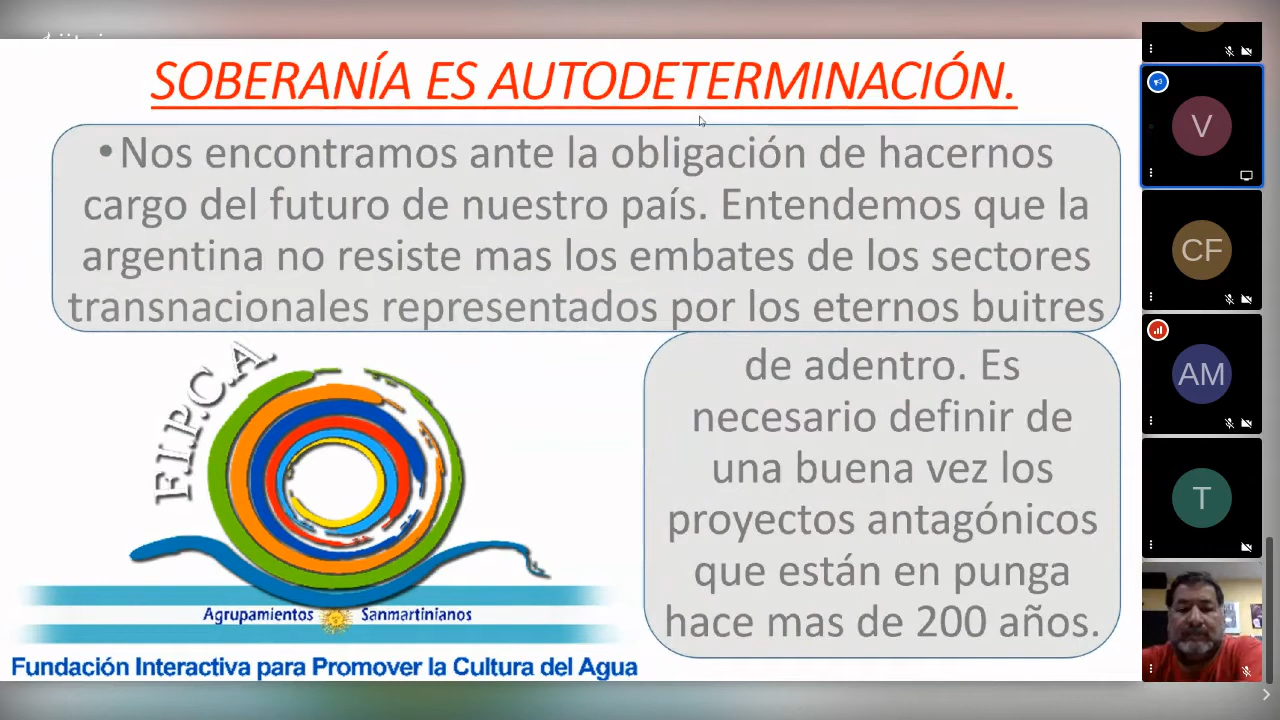 SOBERANÍA ES AUTODETERMINACIÓN.
•Nos encontramos ante la obligación de hacernos
cargo del futuro de nuestro país. Entendemos que la
argentina no resiste mas los embates de los sectores
transnacionales representados por los eternos buitres
de adentro. Es
necesario definir de
una buena vez los
proyectos antagónicos
que están en punga
hace mas de 200 años.
F.I.P.C.A.
Agrupamientos Sanmartinianos
Fundación Interactiva para Promover la Cultura del Agua
V
CF
AM
T